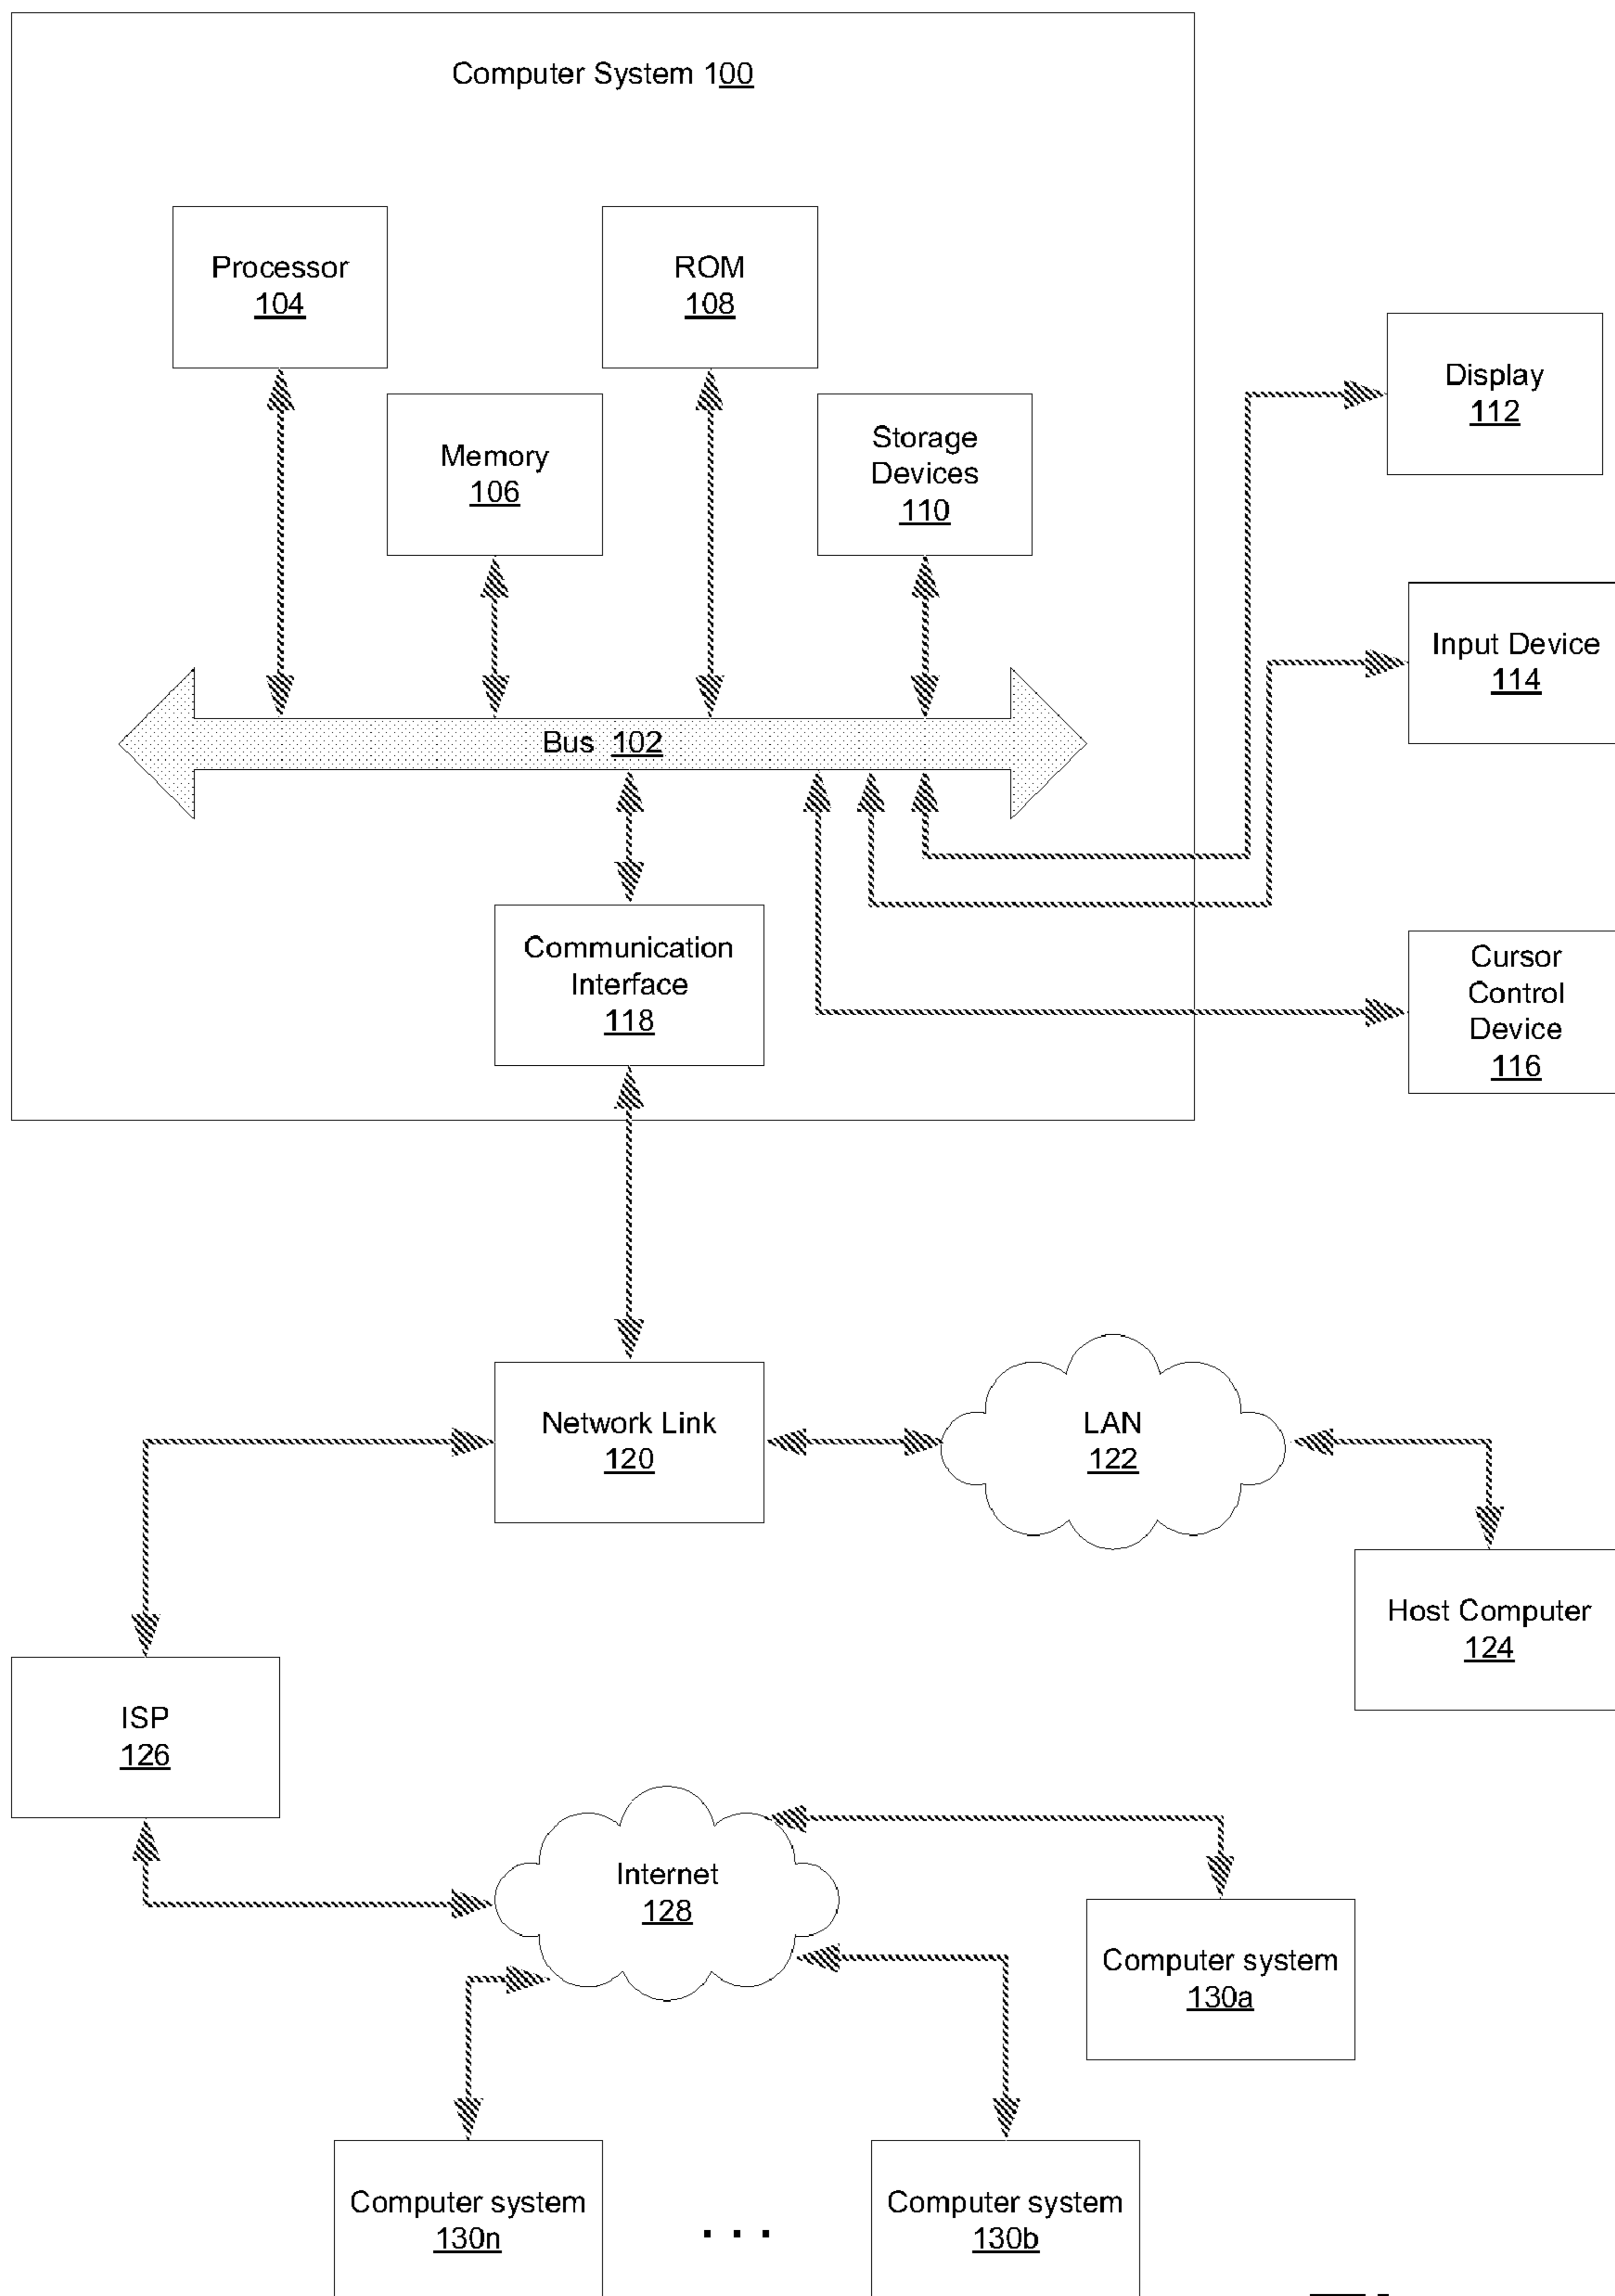 Computer System 100
Processor
104
ROM
108
Memory
106
Storage
Devices
110
Display
112
Input Device
114
Bus 102
Communication
Interface
118
Cursor
Control
Device
116
Network Link
120
LAN
122
Host Computer
124
ISP
126
Internet
128
Computer system
130a
Computer system
130n
. . .
Computer system
130b